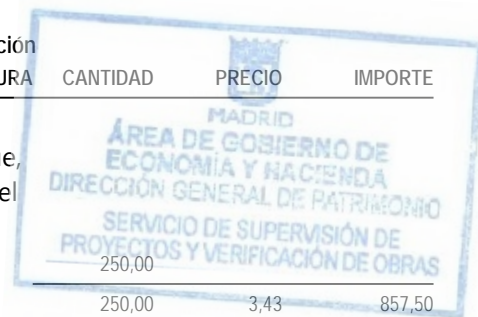 ción
URA CANTIDAD PRECIO IMPORTE
MADRID
ÁREA DE GOBIERNO DE
ue,
ECONOMÍA Y HACIENDA
el
DIRECCIÓN GENERAL DE PATRIMONIO
SERVICIO DE SUPERVISIÓN DE
PROYECTOS Y VERIFICACIÓN DE OBRAS
250,00
250,00 3,43 857,50